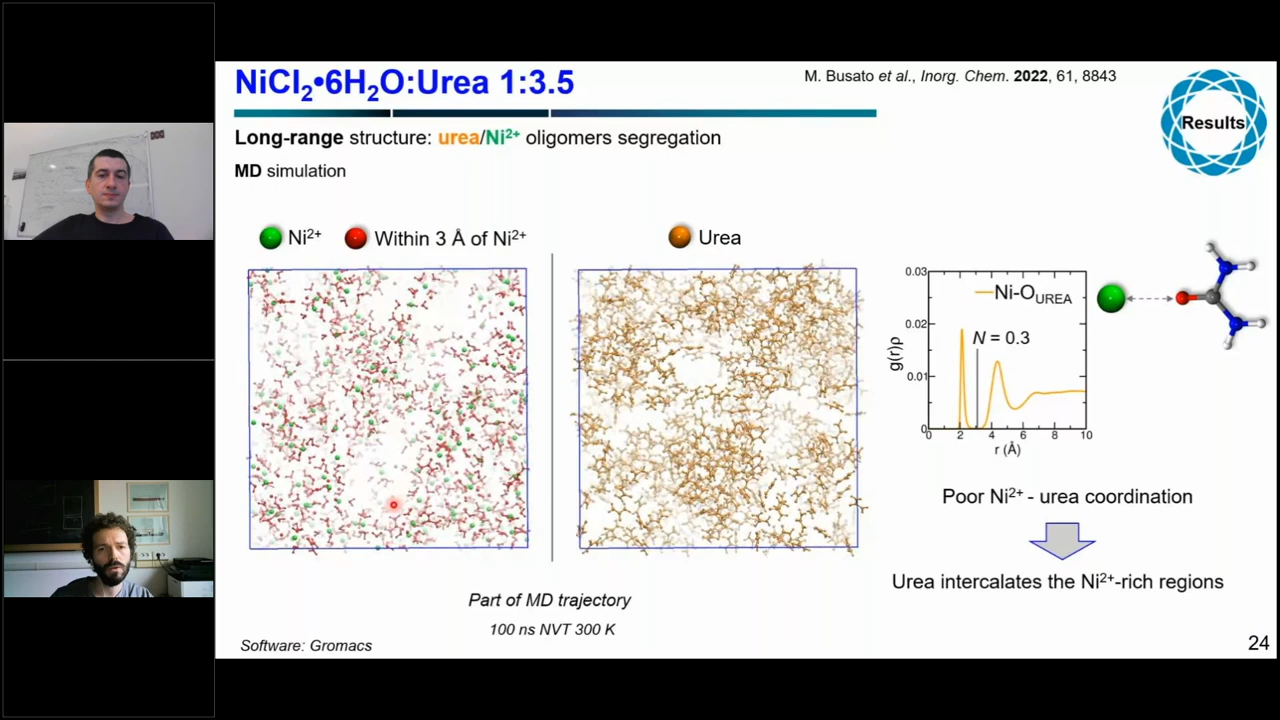 NiCl₂•6H₂O:Urea 1:3.5
M. Busato et al., Inorg. Chem. 2022, 61, 8843
Results
Long-range structure: urea/Ni²⁺ oligomers segregation
MD simulation
Ni²⁺
Within 3 Å of Ni²⁺
Urea
0.03
0.02
0.01
0
g(r)ρ
Ni-O_UREA
N = 0.3
0 2 4 6 8 10
r (Å)
Poor Ni²⁺ - urea coordination
Urea intercalates the Ni²⁺-rich regions
Part of MD trajectory
100 ns NVT 300 K
Software: Gromacs
24